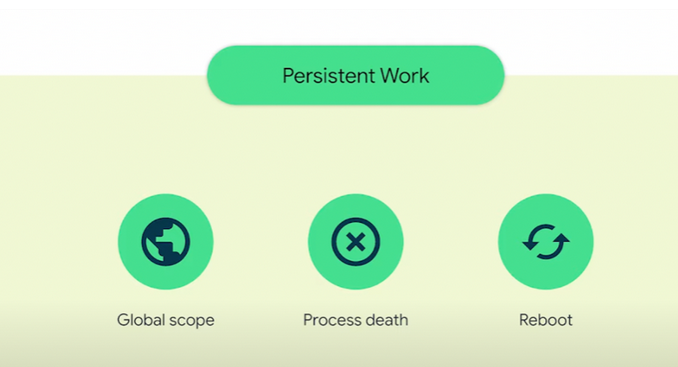 Persistent Work
Global scope
Process death
Reboot